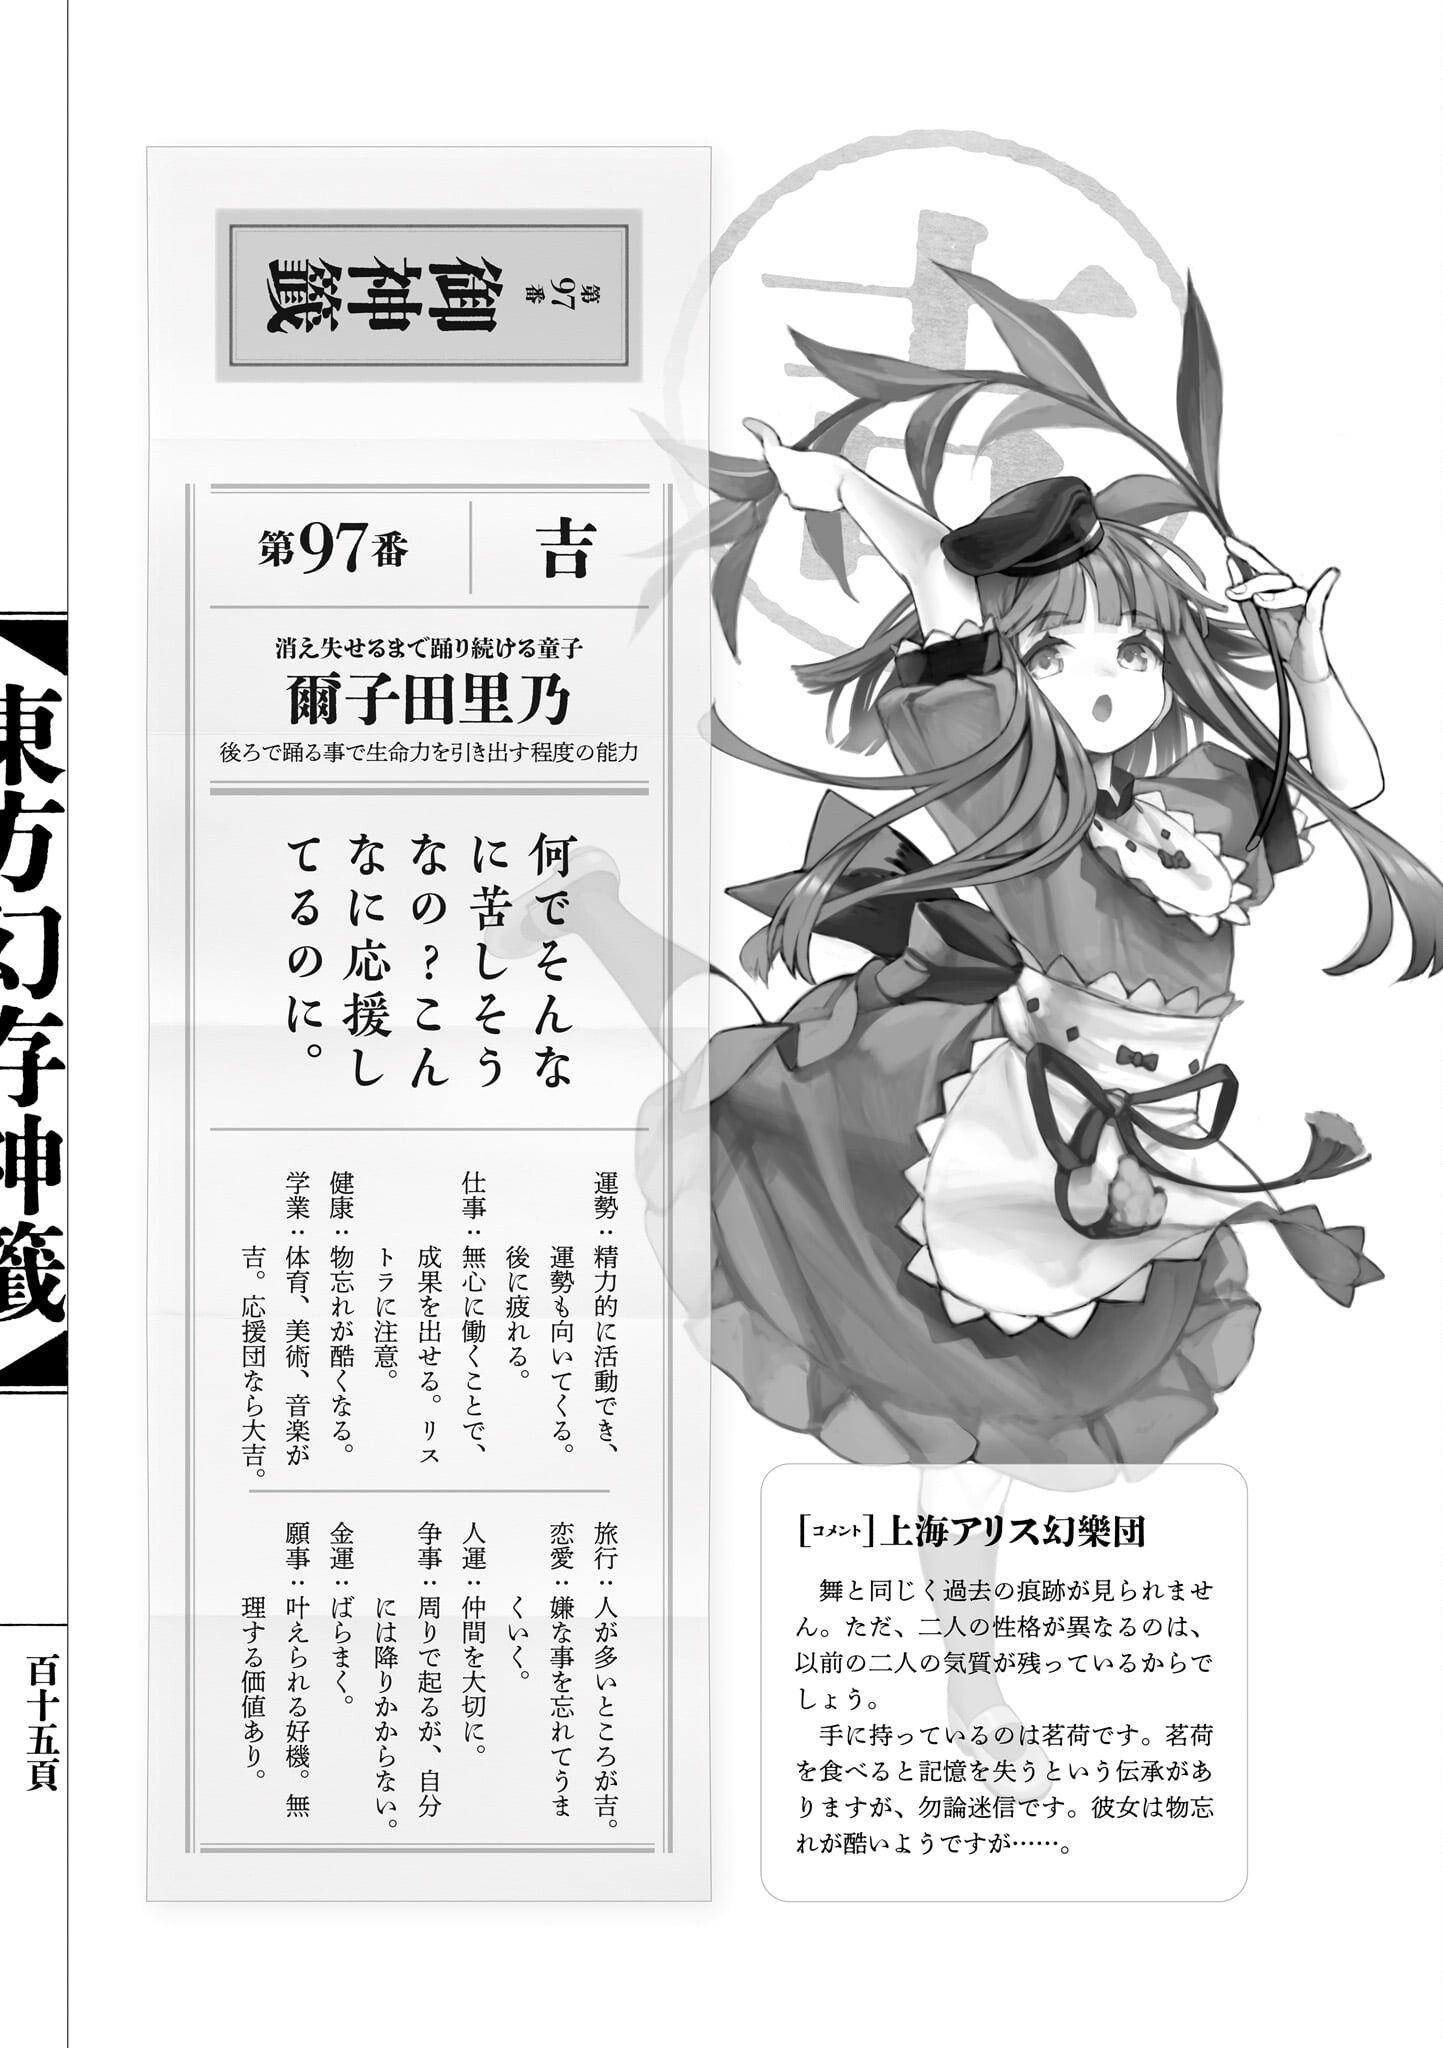 御神籤
第97番
吉
第97番
消え失せるまで踊り続ける童子
爾子田里乃
後ろで踊る事で生命力を引き出す程度の能力
何でそんな
に苦しそう
なの?こん
なに応援し
てるのに。
運勢:精力的に活動でき、
運勢も向いてくる。
後に疲れる。
仕事:無心に働くことで、
成果を出せる。リス
トラに注意。
健康:物忘れが酷くなる。
学業:体育、美術、音楽が
吉。応援団なら大吉。
旅行:人が多いところが吉。
恋愛:嫌な事を忘れてうま
くいく。
人運:仲間を大切に。
争事:周りで起るが、自分
には降りかからない。
金運:ばらまく。
願事:叶えられる好機。無
理する価値あり。
吉
[コメント]上海アリス幻樂団
舞と同じく過去の痕跡が見られませ
ん。ただ、二人の性格が異なるのは、
以前の二人の気質が残っているからで
しょう。
手に持っているのは茗荷です。茗荷
を食べると記憶を失うという伝承があ
りますが、勿論迷信です。彼女は物忘
れが酷いようですが……。
東方幻存神籤
百十五頁